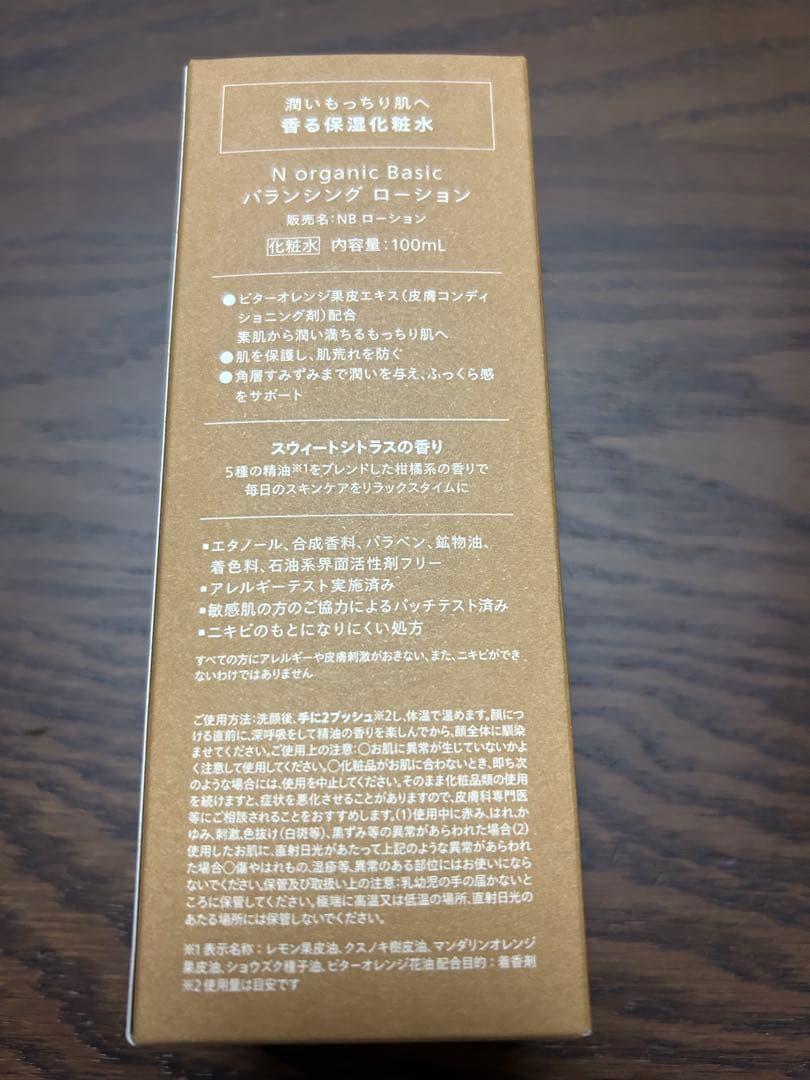 潤いもっちり肌へ
香る保湿化粧水
N organic Basic
バランシング ローション
販売名:NB ローション
化粧水 内容量:100mL
●ビターオレンジ果皮エキス(皮膚コンディ
ショニング剤)配合
素肌から潤い満ちるもっちり肌へ
●肌を保護し、肌荒れを防ぐ
●角層すみずみまで潤いを与え、ふっくら感
をサポート
スウィートシトラスの香り
5種の精油※1をブレンドした柑橘系の香りで
毎日のスキンケアをリラックスタイムに
▪エタノール、合成香料、パラベン、鉱物油、
着色料、石油系界面活性剤フリー
▪アレルギーテスト実施済み
▪敏感肌の方のご協力によるパッチテスト済み
▪ニキビのもとになりにくい処方
すべての方にアレルギーや皮膚刺激がおきない、また、ニキビができ
ないわけではありません
ご使用方法:洗顔後、手に2プッシュ※2し、体温で温めます。顔につ
ける直前に、深呼吸をして精油の香りを楽しんでから、顔全体に馴染
ませてください。ご使用上の注意:〇お肌に異常が生じていないかよ
く注意して使用してください。〇化粧品がお肌に合わないとき、即ち次
のような場合には、使用を中止してください。そのまま化粧品類の使用
を続けますと、症状を悪化させることがありますので、皮膚科専門医
等にご相談されることをおすすめします。(1)使用中に赤み、はれ、か
ゆみ、刺激、色抜け(白斑等)、黒ずみ等の異常があらわれた場合(2)
使用したお肌に、直射日光があたって上記のような異常があらわれ
た場合〇傷やはれもの、湿疹等、異常のある部位にはお使いになら
ないでください。保管及び取扱い上の注意:乳幼児の手の届かないと
ころに保管してください。極端に高温又は低温の場所、直射日光の
あたる場所には保管しないでください。
※1 表示名称:レモン果皮油、クスノキ樹皮油、マンダリンオレンジ
果皮油、ショウズク種子油、ビターオレンジ花油 配合目的:着香剤
※2 使用量は目安です